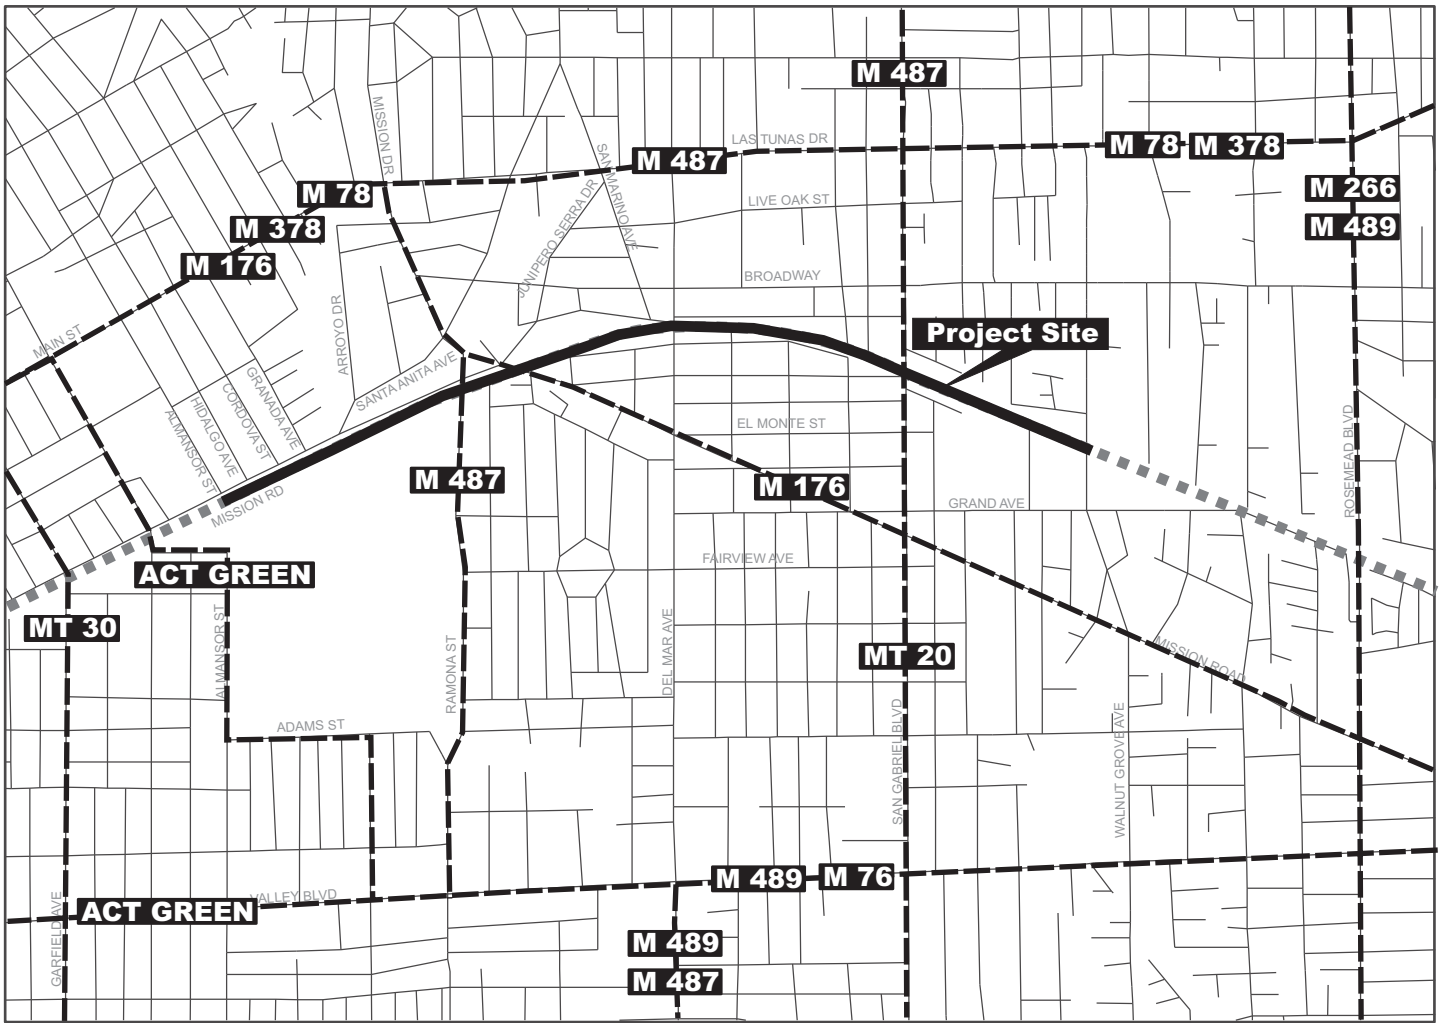 M 487
MISSION DR
LAS TUNAS DR
M 78
M 378
M 487
SAN MARINO AVE
M 78
M 266
JUNIPERO SERRA DR
LIVE OAK ST
M 378
M 489
M 176
BROADWAY
MAIN ST
ARROYO DR
Project Site
SANTA ANITA AVE
GRANADA AVE
CORDOVA ST
HIDALGO AVE
ALMANSOR ST
EL MONTE ST
ROSEMEAD BLVD
M 487
M 176
MISSION RD
GRAND AVE
FAIRVIEW AVE
ACT GREEN
MT 30
ALMANSOR ST
RAMONA ST
DEL MAR AVE
MT 20
MISSION ROAD
ADAMS ST
SAN GABRIEL BLVD
WALNUT GROVE AVE
M 489
M 76
VALLEY BLVD
ACT GREEN
GARFIELD AVE
M 489
M 487